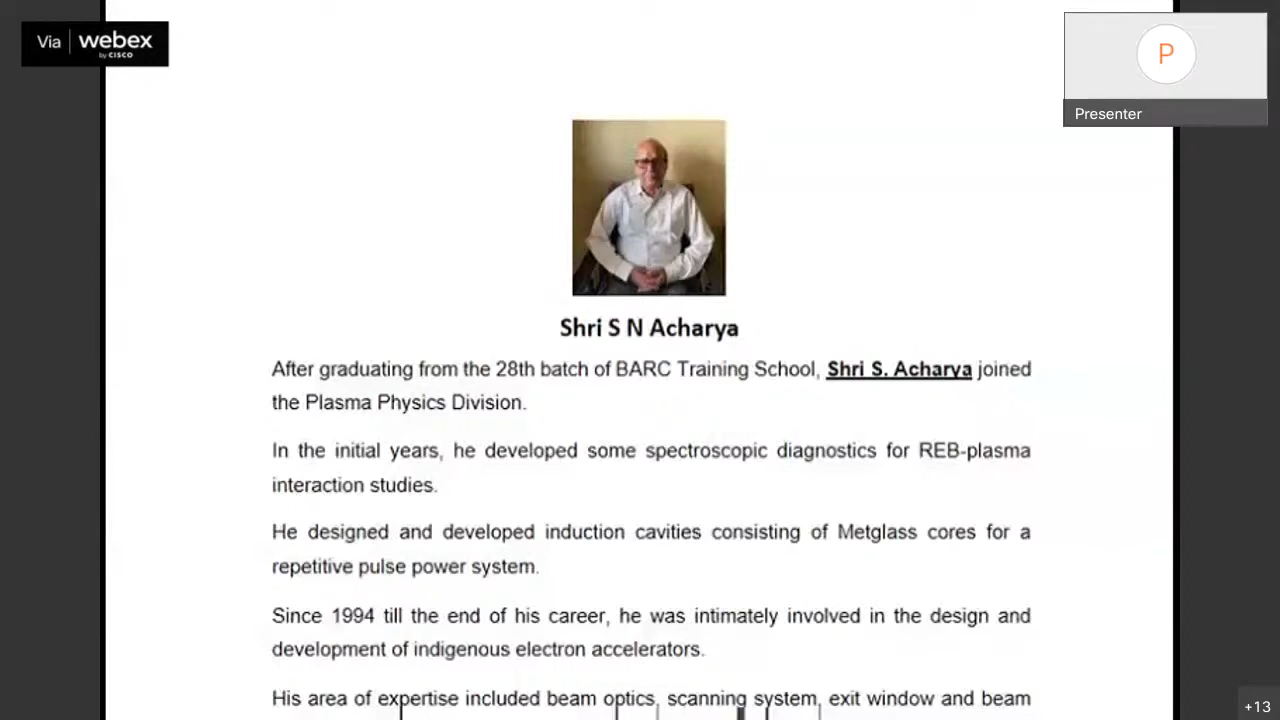 Via webex
by CISCO
P
Presenter
Shri S N Acharya
After graduating from the 28th batch of BARC Training School, Shri S. Acharya joined
the Plasma Physics Division.
In the initial years, he developed some spectroscopic diagnostics for REB-plasma
interaction studies.
He designed and developed induction cavities consisting of Metglass cores for a
repetitive pulse power system.
Since 1994 till the end of his career, he was intimately involved in the design and
development of indigenous electron accelerators.
His area of expertise included beam optics, scanning system, exit window and beam
+13